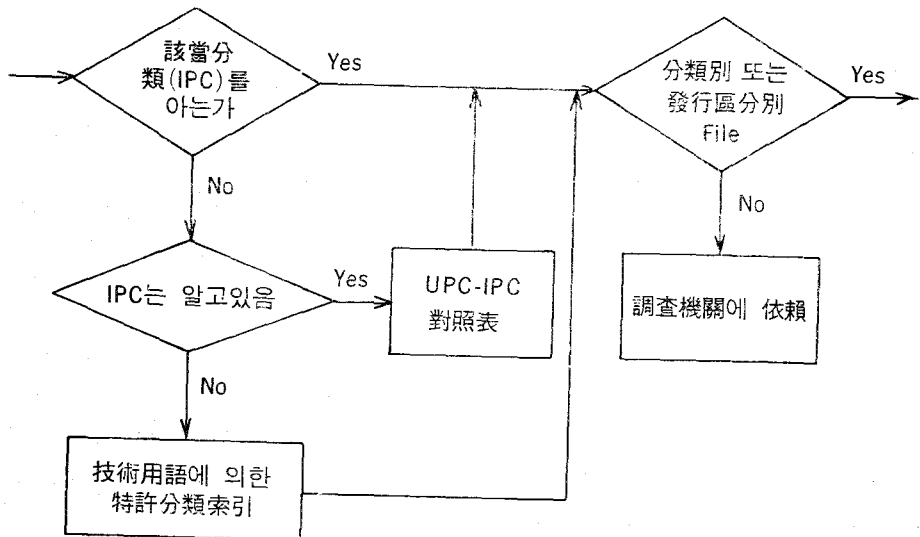 該當分
類(IPC)를
아는가
Yes
No
IPC는 알고있음
Yes
UPC-IPC
對照表
No
技術用語에 의한
特許分類索引
分類別 또는
發行區分別
File
Yes
No
調査機關에 依賴